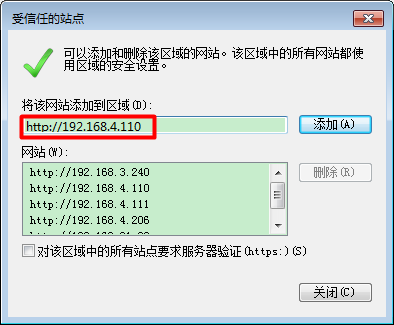 受信任的站点
可以添加和删除该区域的网站。该区域中的所有网站都使
用区域的安全设置。
将该网站添加到区域(D):
http://192.168.4.110
添加(A)
网站(W):
http://192.168.3.240
http://192.168.4.110
http://192.168.4.111
http://192.168.4.206
删除(R)
对该区域中的所有站点要求服务器验证(https:)(S)
关闭(C)